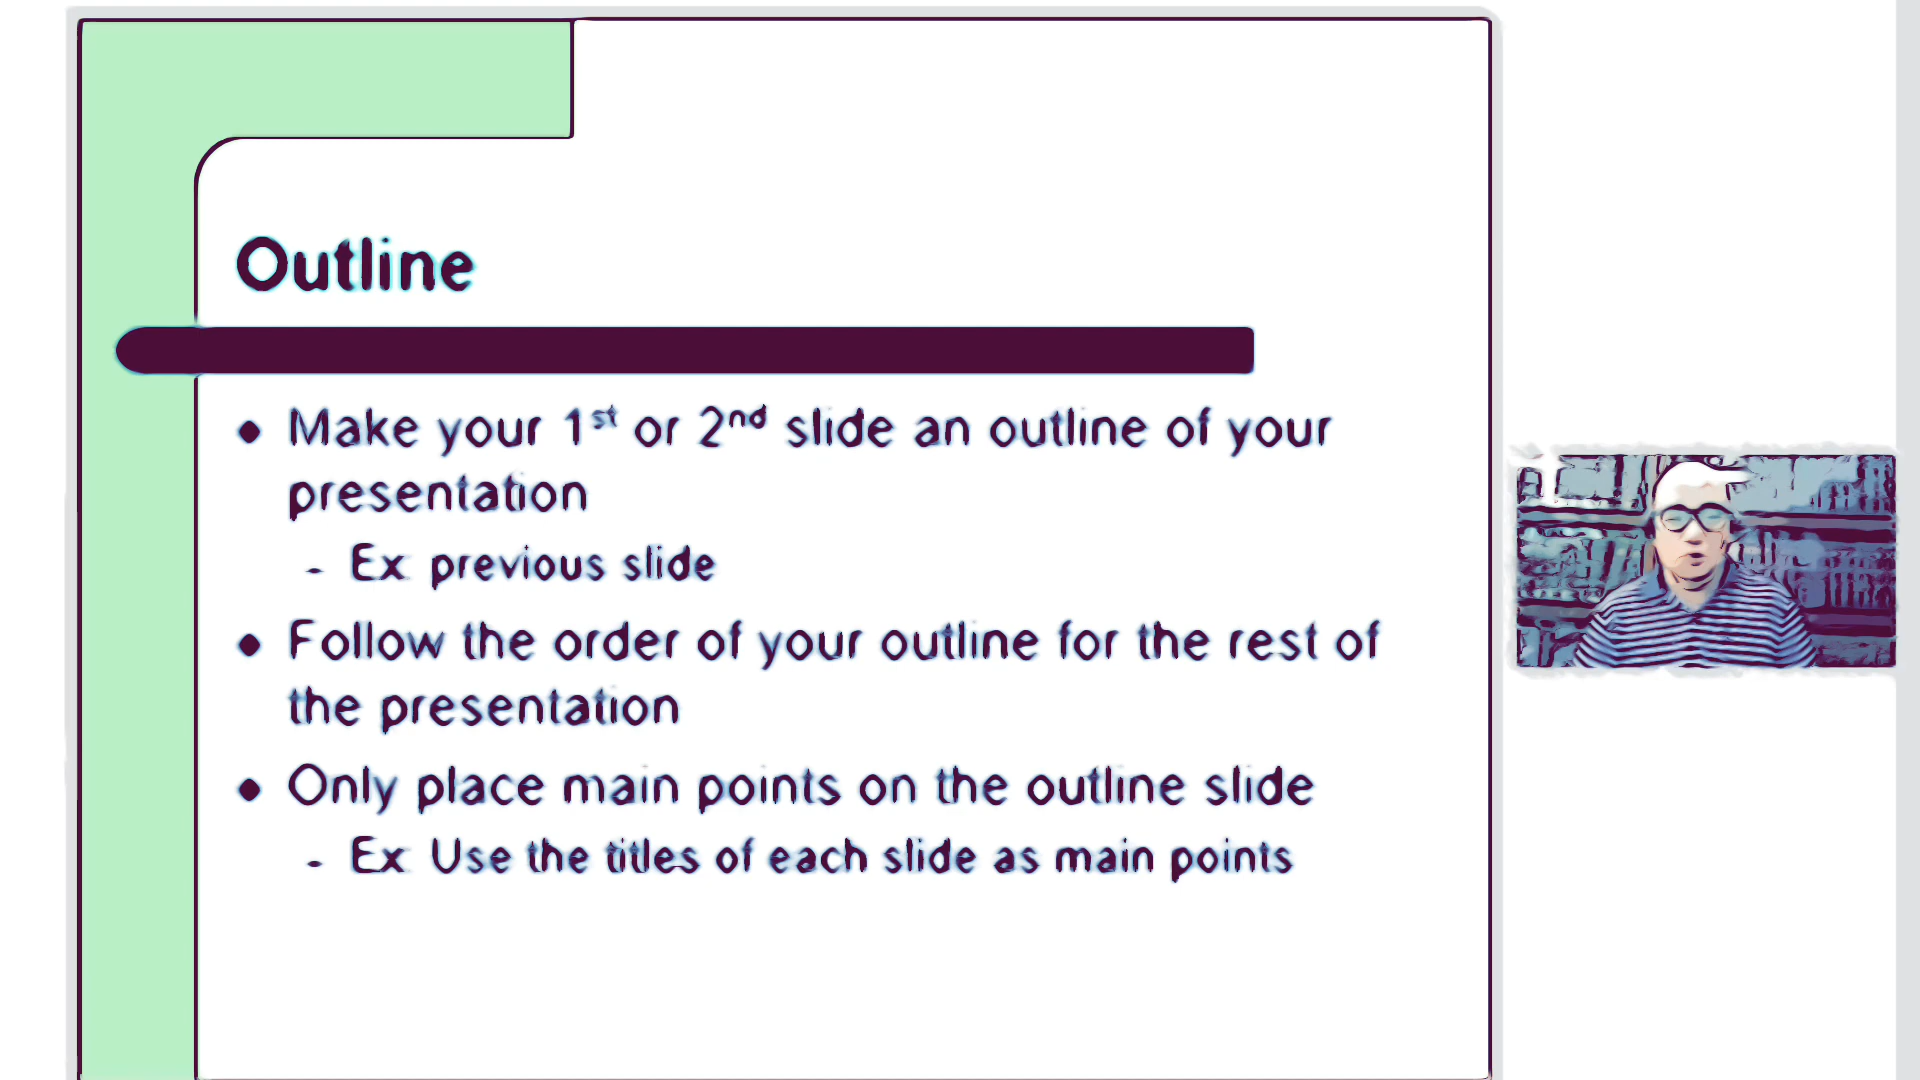 Outline
• Make your 1st or 2nd slide an outline of your
presentation
- Ex previous slide
• Follow the order of your outline for the rest of
the presentation
• Only place main points on the outline slide
- Ex Use the titles of each slide as main points